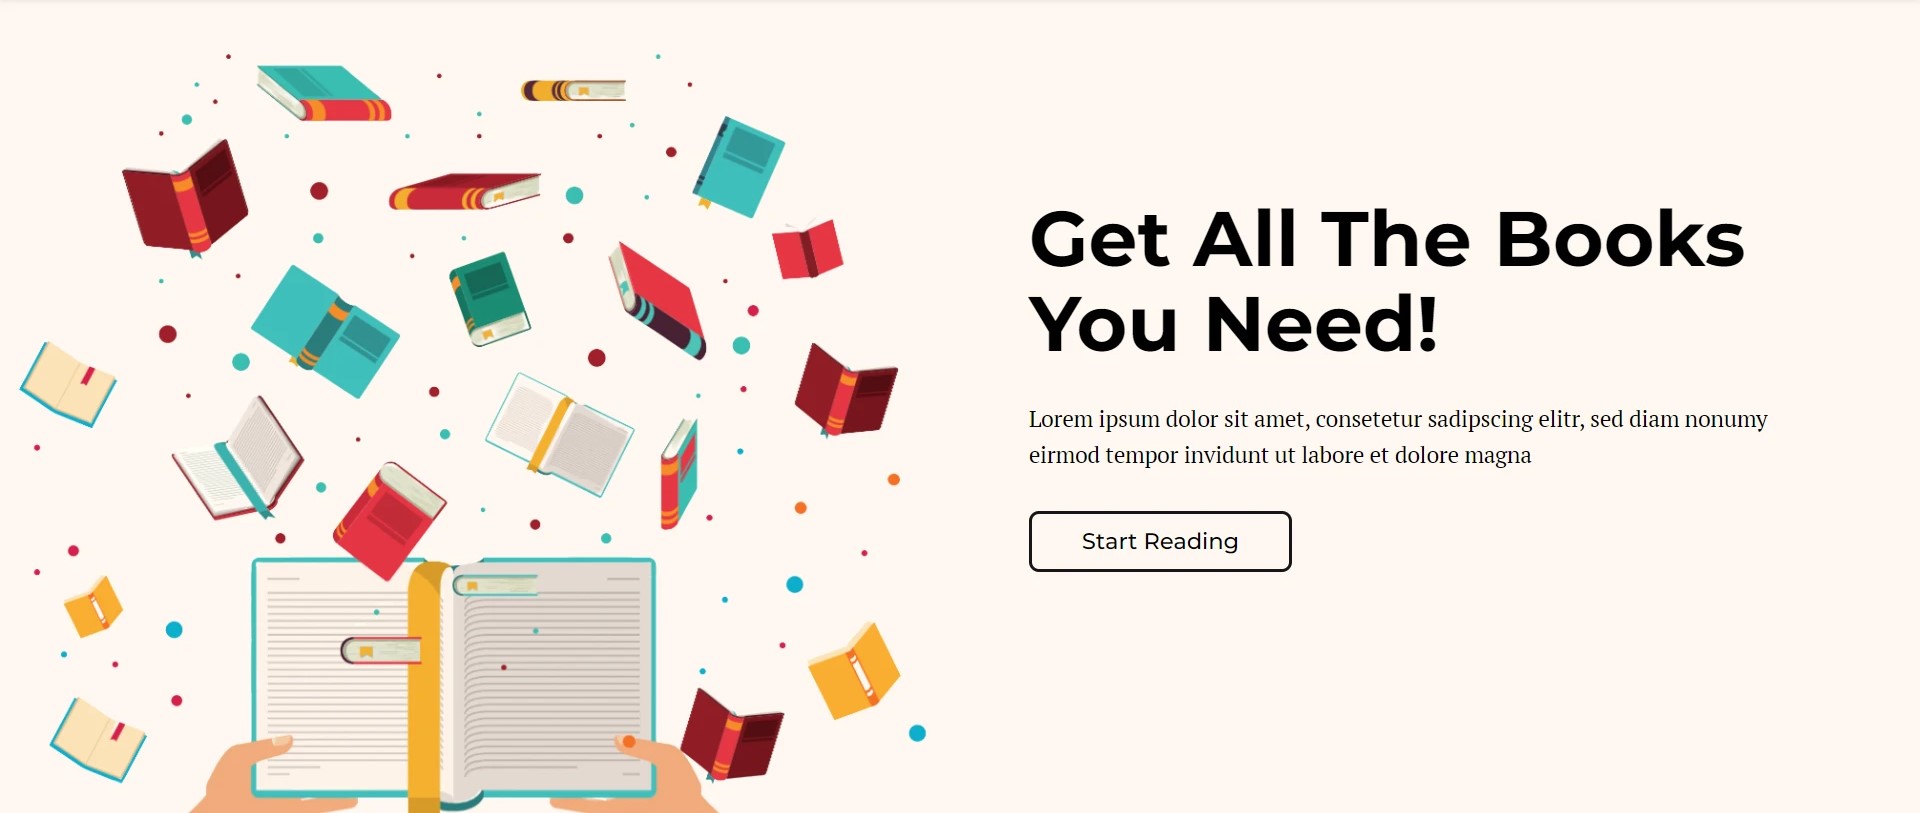 Get All The Books
You Need!
Lorem ipsum dolor sit amet, consetetur sadipscing elitr, sed diam nonumy
eirmod tempor invidunt ut labore et dolore magna
Start Reading